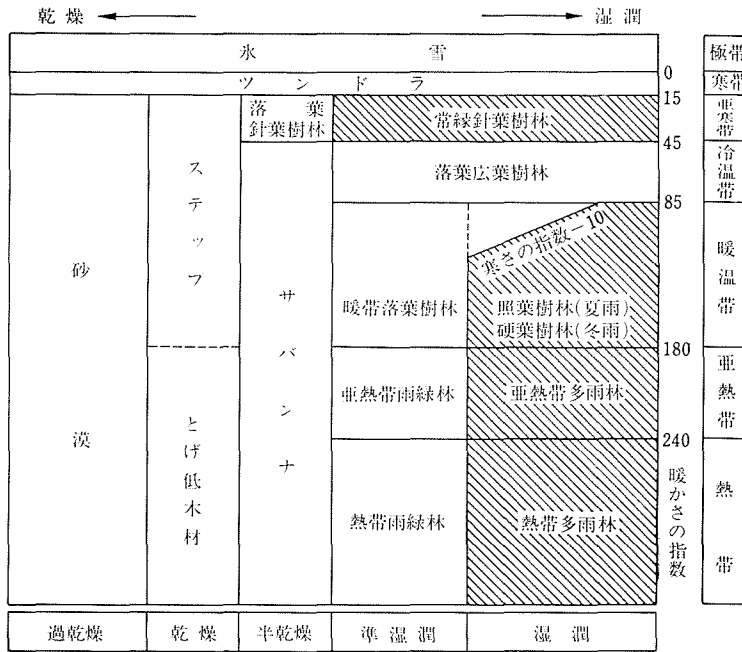 乾燥 ← → 湿潤
氷雪
ツンドラ
極帯
寒帯
亜寒帯
冷温帯
暖温帯
亜熱帯
熱帯
0
15
45
85
180
240
暖かさの指数
落葉
針葉樹林
常緑針葉樹林
落葉広葉樹林
寒さの指数-10
砂漠
ステップ
とげ低木材
サバンナ
暖帯落葉樹林
照葉樹林(夏雨)
硬葉樹林(冬雨)
亜熱帯雨緑林
亜熱帯多雨林
熱帯雨緑林
熱帯多雨林
過乾燥
乾燥
半乾燥
準湿潤
湿潤